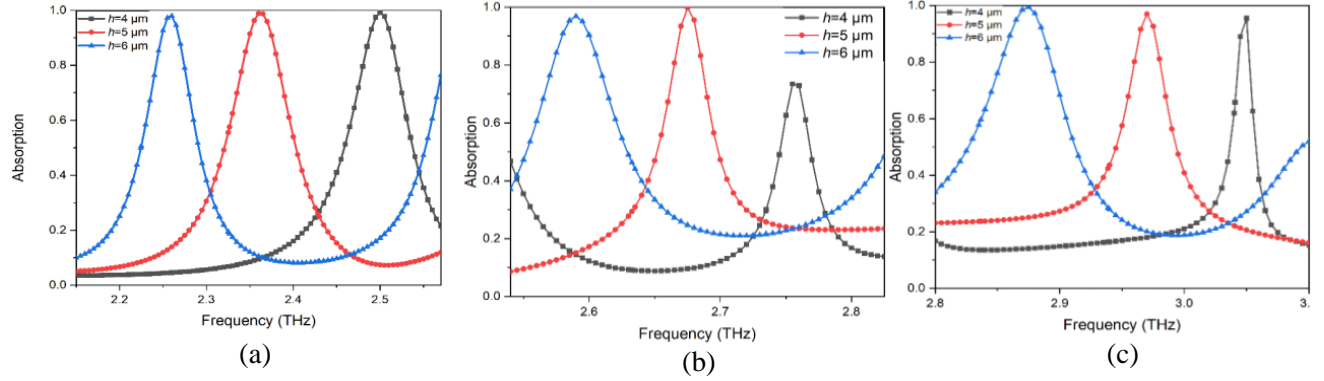 h=4 μm
h=5 μm
h=6 μm
1.0
0.8
0.6
0.4
0.2
0.0
Absorption
2.2
2.3
2.4
2.5
Frequency (THz)
(a)
h=4 μm
h=5 μm
h=6 μm
1.0
0.8
0.6
0.4
0.2
0.0
Absorption
2.6
2.7
2.8
Frequency (THz)
(b)
h=4 μm
h=5 μm
h=6 μm
1.0
0.8
0.6
0.4
0.2
0.0
Absorption
2.8
2.9
3.0
3.
Frequency (THz)
(c)